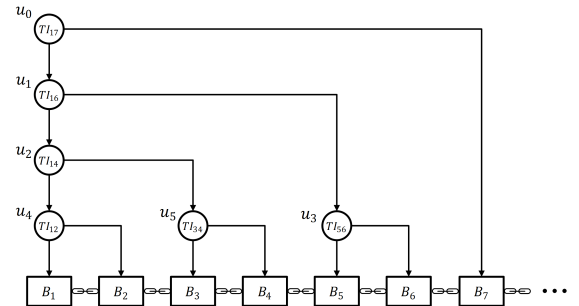 u₀
TI₁₇
u₁
TI₁₆
u₂
TI₁₄
u₄ TI₁₂ u₅ TI₃₄ u₃ TI₅₆
B₁ B₂ B₃ B₄ B₅ B₆ B₇ •••